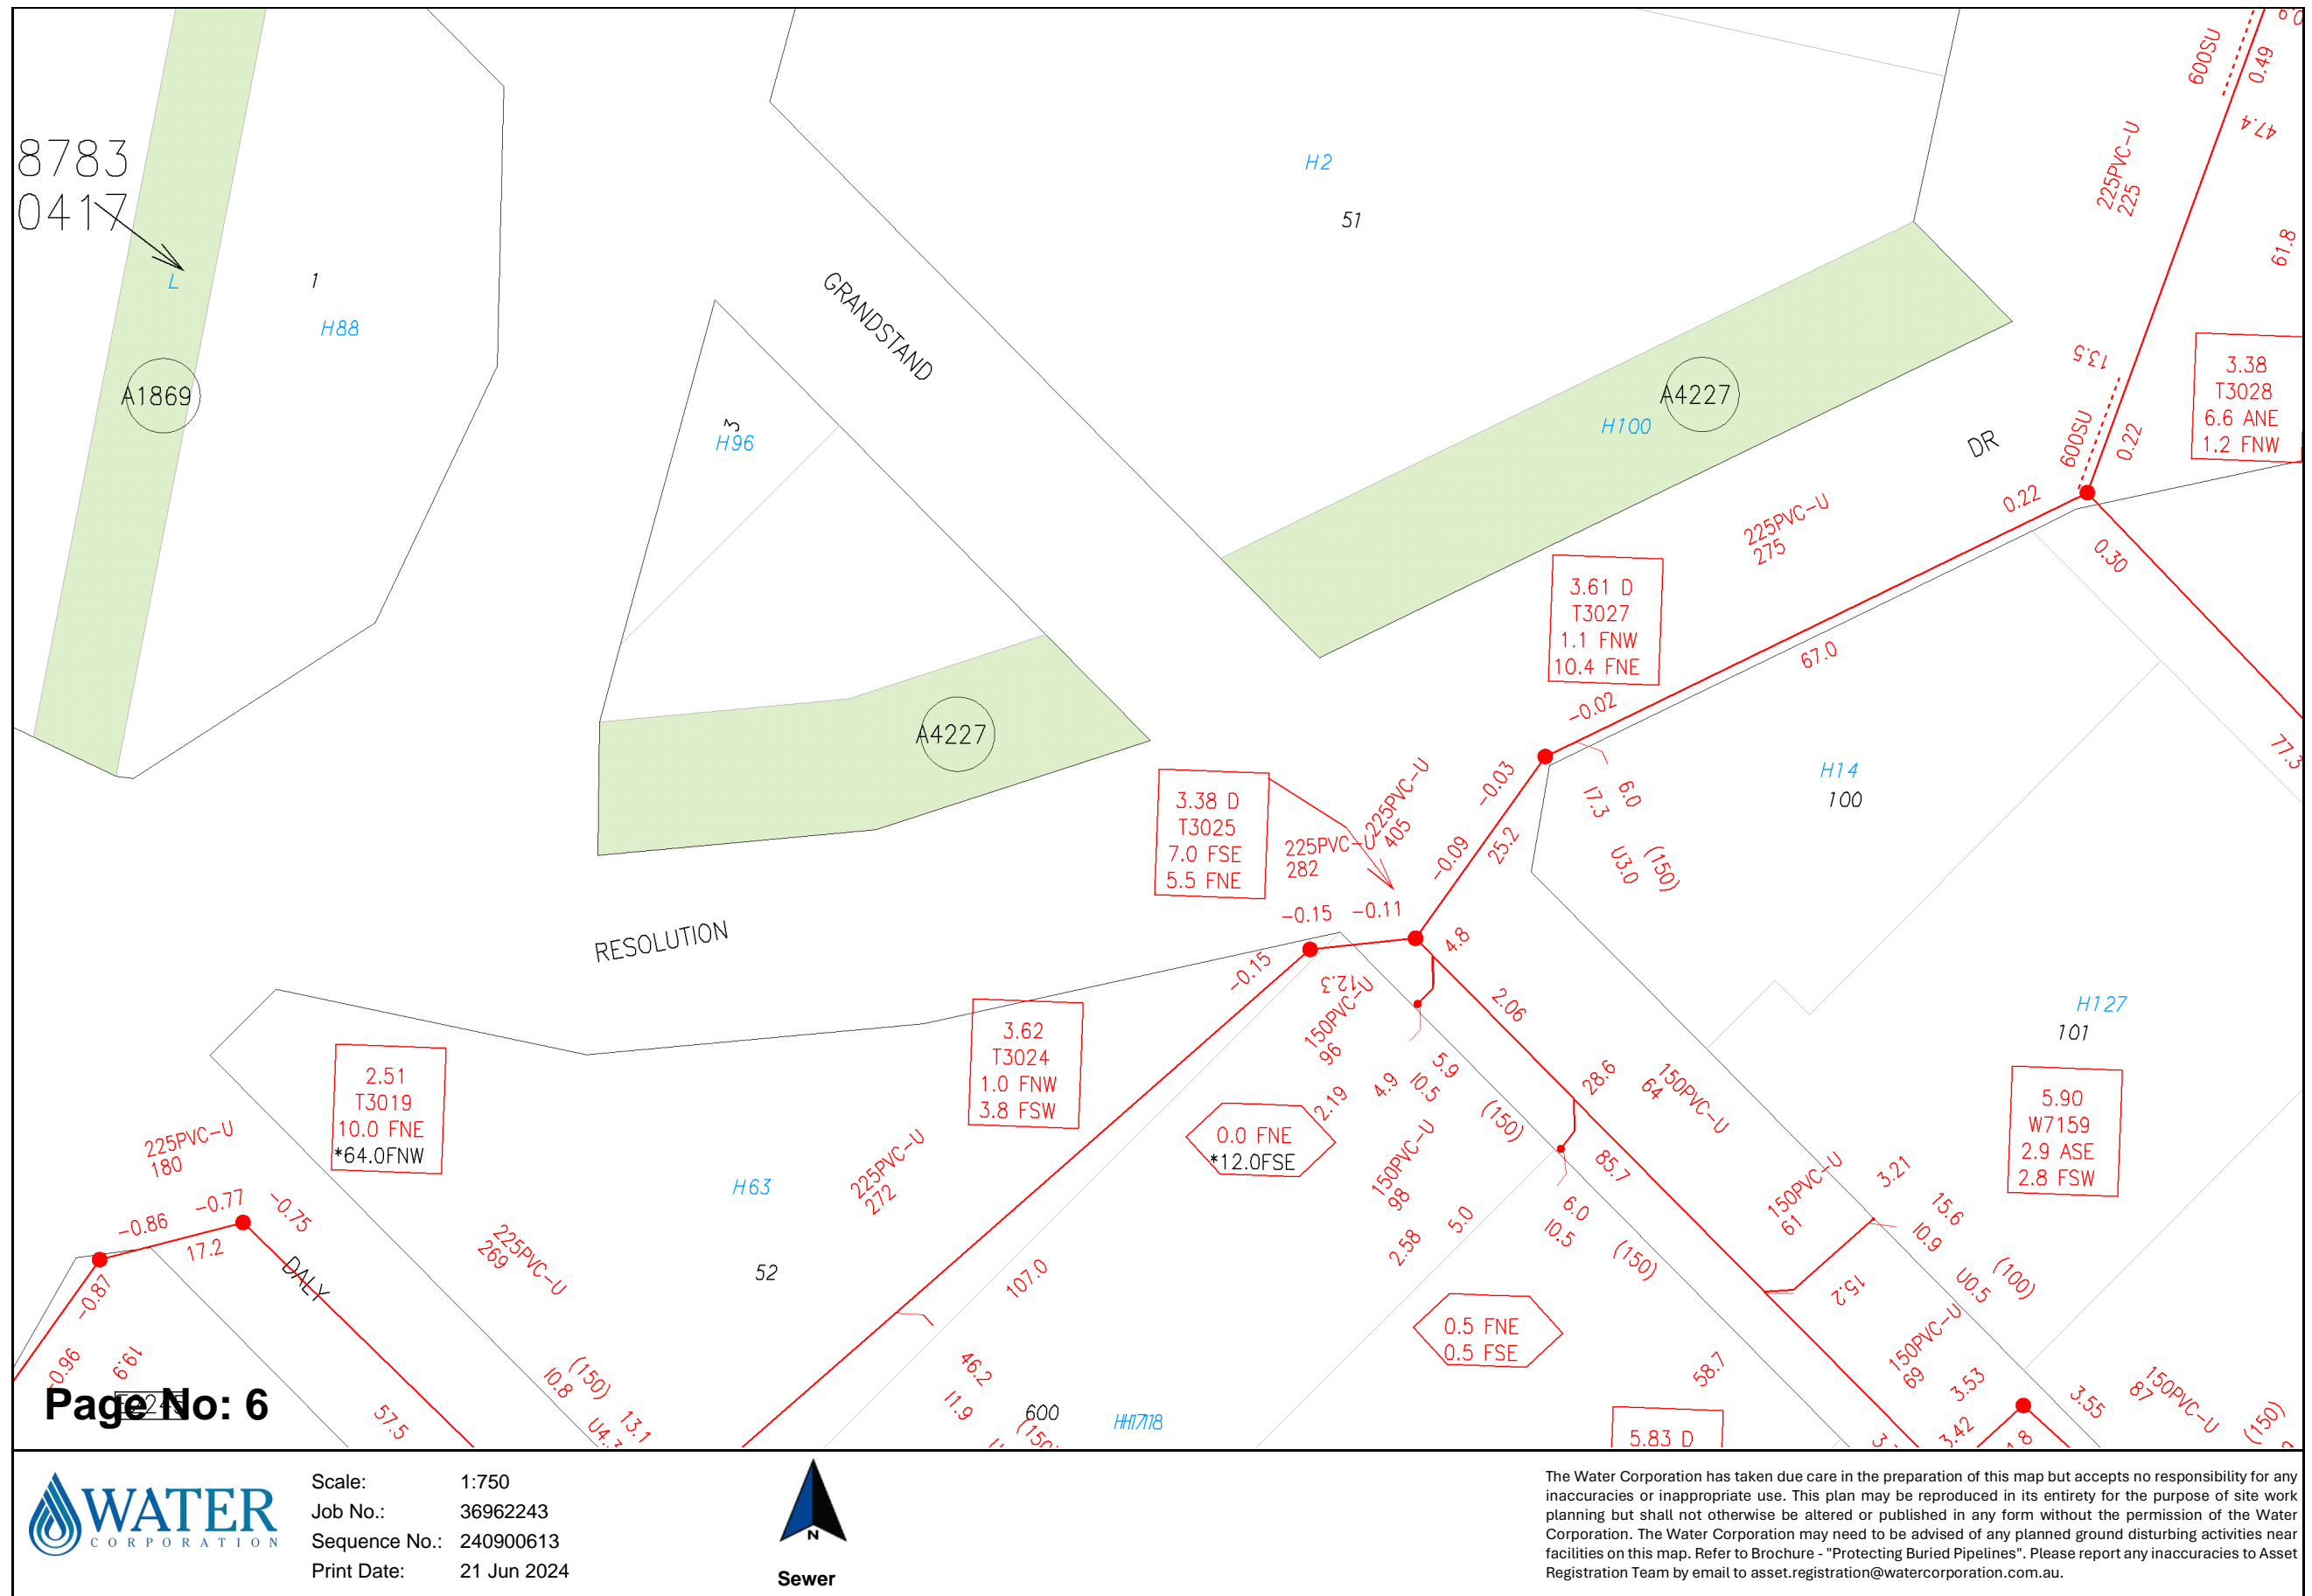 8783
0417
L
1
H88
A1869
GRANDSTAND
3
H96
H2
51
A4227
H100
DR
A4227
RESOLUTION
600SU
0.49
47.4
225PVC-U
225
61.8
13.5
600SU
0.22
3.38
T3028
6.6 ANE
1.2 FNW
0.22
0.30
77.3
225PVC-U
275
3.61 D
T3027
1.1 FNW
10.4 FNE
67.0
-0.02
-0.03
6.0
I7.3
U3.0
(150)
H14
100
3.38 D
T3025
7.0 FSE
5.5 FNE
225PVC-U
282
225PVC-U
405
-0.09
25.2
-0.15
-0.11
4.8
-0.15
12.3
150PVC-U
96
2.06
H127
101
3.62
T3024
1.0 FNW
3.8 FSW
2.51
T3019
10.0 FNE
*64.0FNW
5.9
I0.5
(150)
4.9
2.19
0.0 FNE
*12.0FSE
28.6
150PVC-U
64
5.90
W7159
2.9 ASE
2.8 FSW
225PVC-U
180
-0.86
-0.77
17.2
-0.75
-0.87
DALY
225PVC-U
269
H63
52
225PVC-U
272
107.0
150PVC-U
98
2.58
5.0
85.7
6.0
I0.5
(150)
150PVC-U
61
3.21
15.6
I0.9
U0.5
(100)
15.2
0.5 FNE
0.5 FSE
150PVC-U
69
3.53
3.55
150PVC-U
87
(150)
3.42
58.7
5.83 D
-0.96
19.9
57.5
(150)
I0.8
13.1
46.2
I1.9
600
Page No: 6
WATER
CORPORATION
Scale: 1:750
Job No.: 36962243
Sequence No.: 240900613
Print Date: 21 Jun 2024
N
Sewer
The Water Corporation has taken due care in the preparation of this map but accepts no responsibility for any
inaccuracies or inappropriate use. This plan may be reproduced in its entirety for the purpose of site work
planning but shall not otherwise be altered or published in any form without the permission of the Water
Corporation. The Water Corporation may need to be advised of any planned ground disturbing activities near
facilities on this map. Refer to Brochure - "Protecting Buried Pipelines". Please report any inaccuracies to Asset
Registration Team by email to asset.registration@watercorporation.com.au.